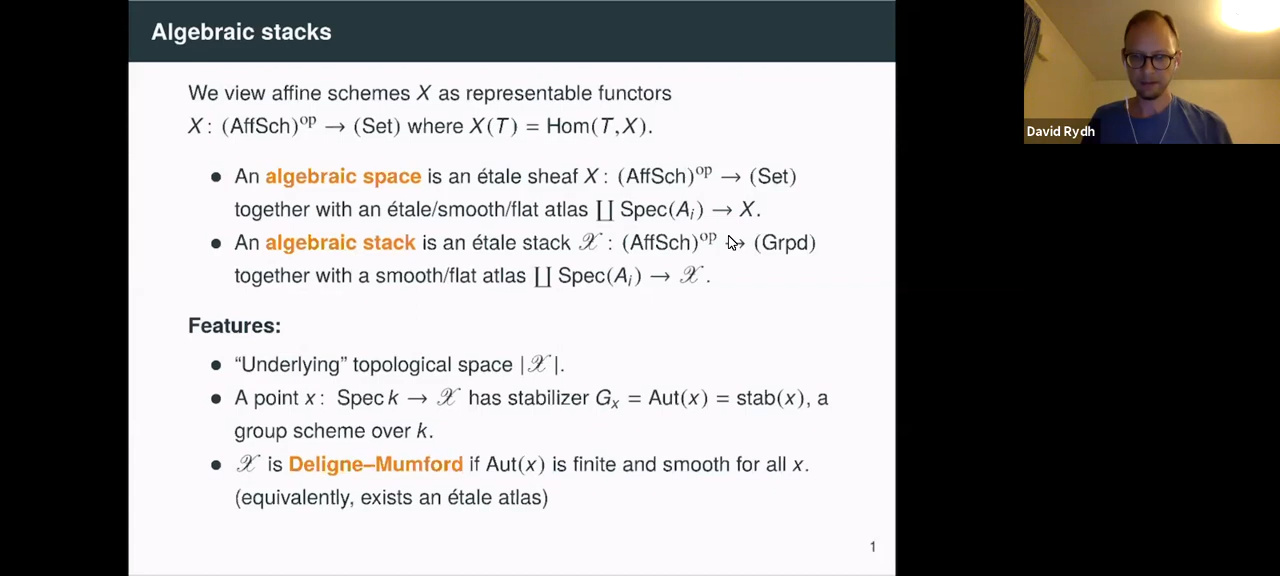 Algebraic stacks
We view affine schemes X as representable functors
X : (AffSch)^op → (Set) where X(T) = Hom(T, X).
• An algebraic space is an étale sheaf X : (AffSch)^op → (Set)
together with an étale/smooth/flat atlas ∐ Spec(A_i) → X.
• An algebraic stack is an étale stack 𝒳 : (AffSch)^op → (Grpd)
together with a smooth/flat atlas ∐ Spec(A_i) → 𝒳.
Features:
• “Underlying” topological space |𝒳|.
• A point x : Spec k → 𝒳 has stabilizer G_x = Aut(x) = stab(x), a
group scheme over k.
• 𝒳 is Deligne–Mumford if Aut(x) is finite and smooth for all x.
(equivalently, exists an étale atlas)
1
David Rydh